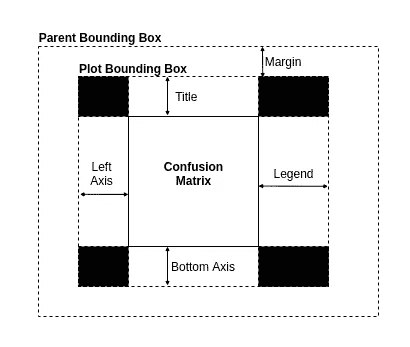 Parent Bounding Box
Margin
Plot Bounding Box
Title
Left
Axis
Confusion
Matrix
Legend
Bottom Axis